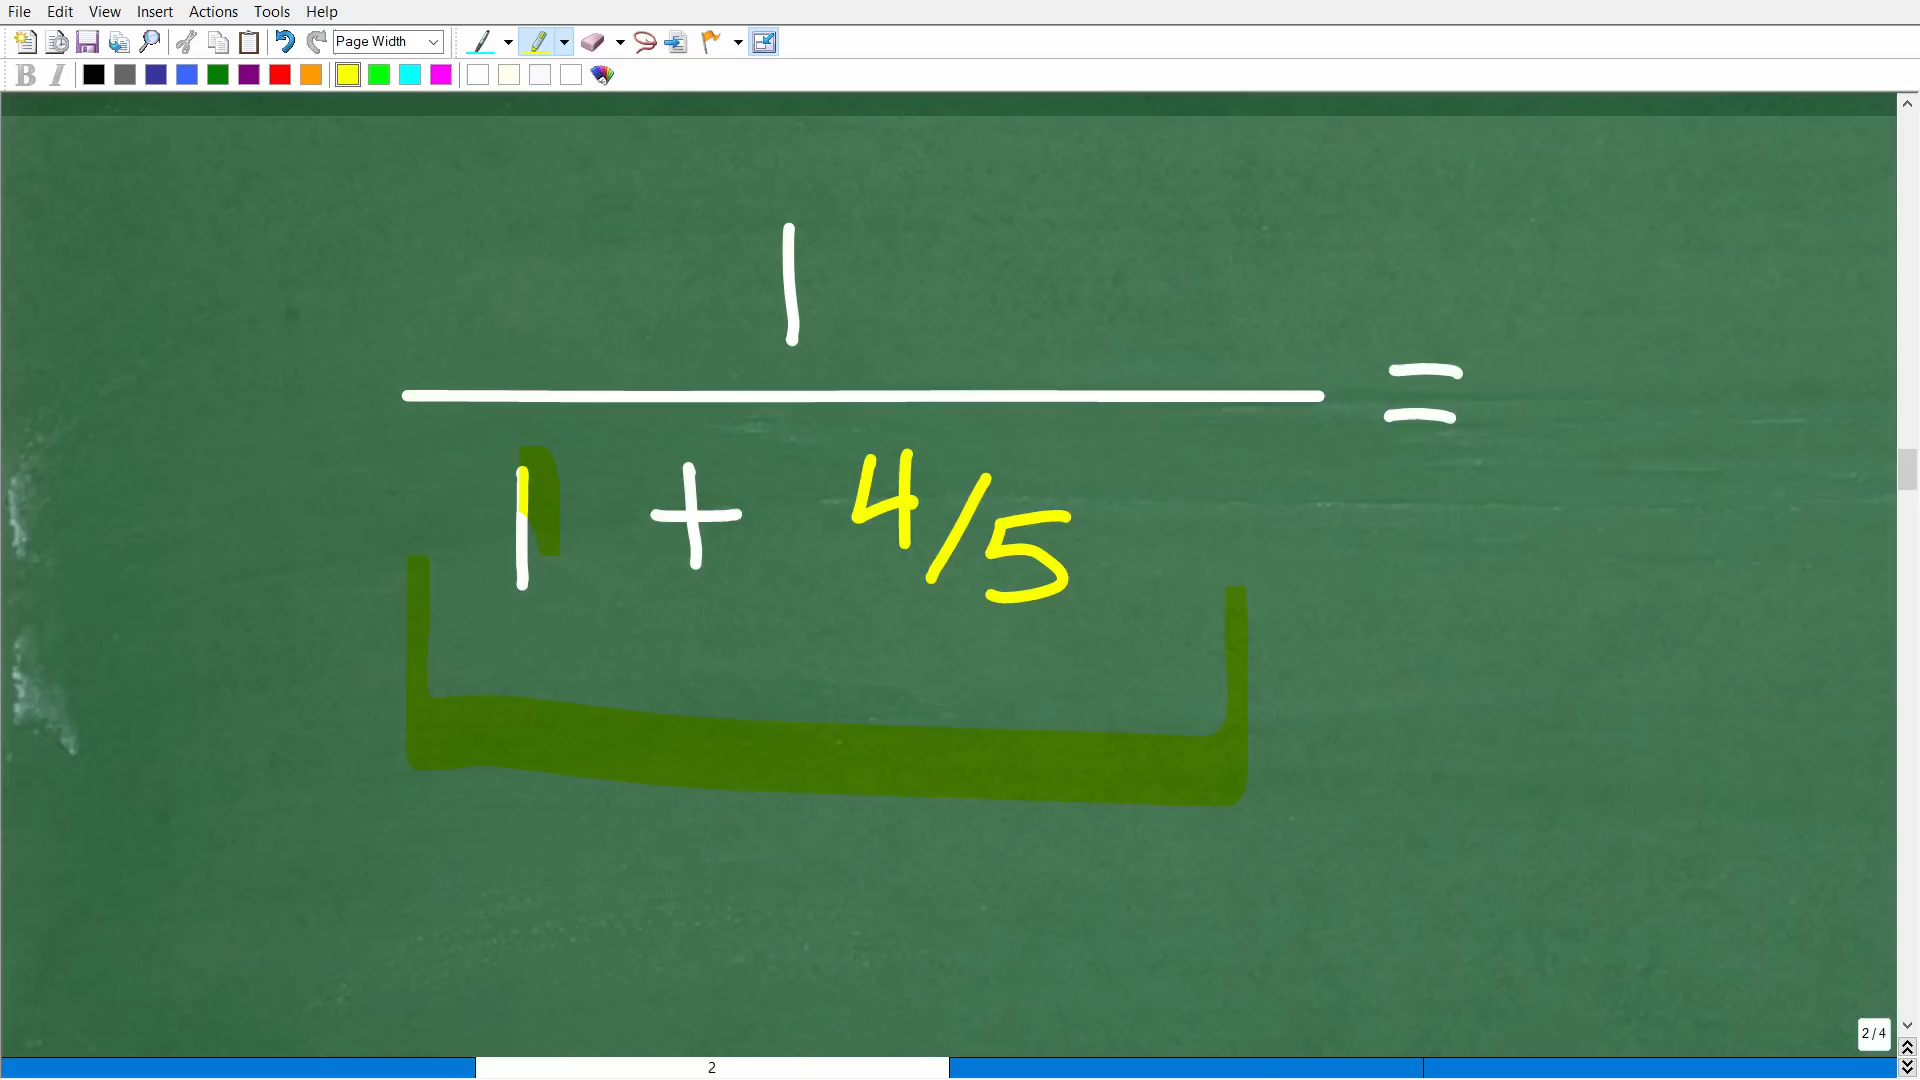 File Edit View Insert Actions Tools Help
Page Width
B I
1
=
1 + 4/5
2/4
2